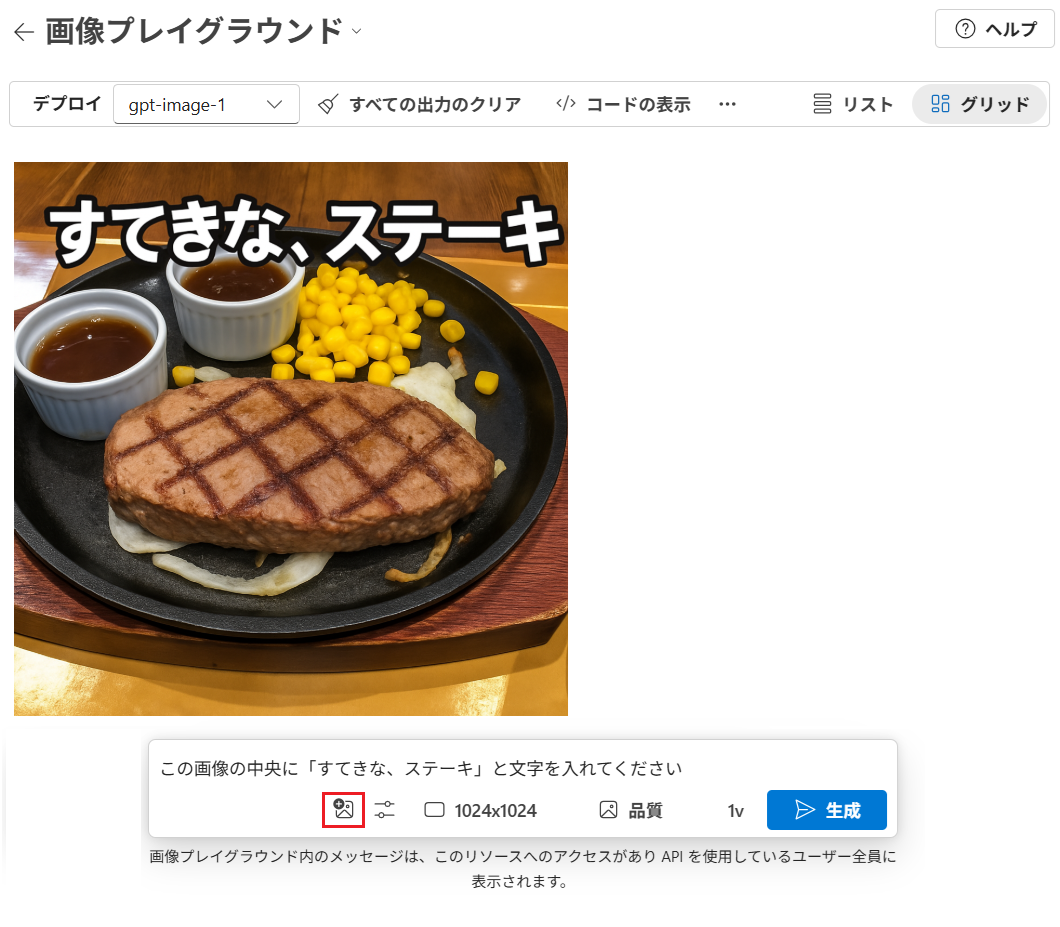 画像プレイグラウンド
ヘルプ
デプロイ gpt-image-1 すべての出力のクリア </> コードの表示 ... リスト グリッド
すてきな、ステーキ
この画像の中央に「すてきな、ステーキ」と文字を入れてください
1024x1024 品質 1v 生成
画像プレイグラウンド内のメッセージは、このリソースへのアクセスがあり API を使用しているユーザー全員に
表示されます。